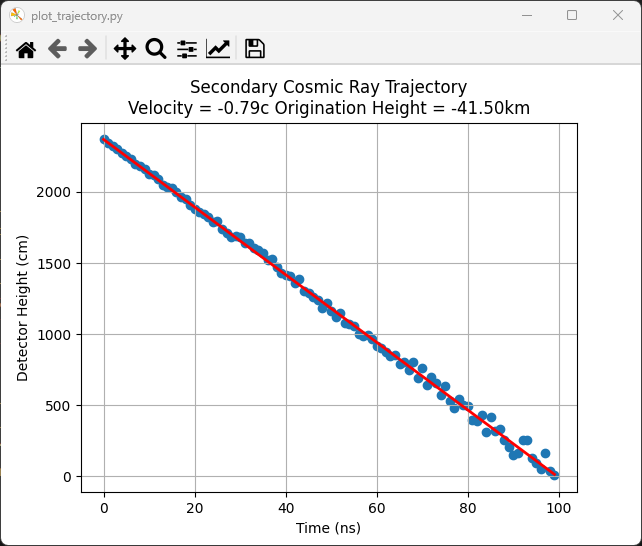 plot_trajectory.py
Secondary Cosmic Ray Trajectory
Velocity = -0.79c Origination Height = -41.50km
Detector Height (cm)
2000
1500
1000
500
0
0 20 40 60 80 100
Time (ns)